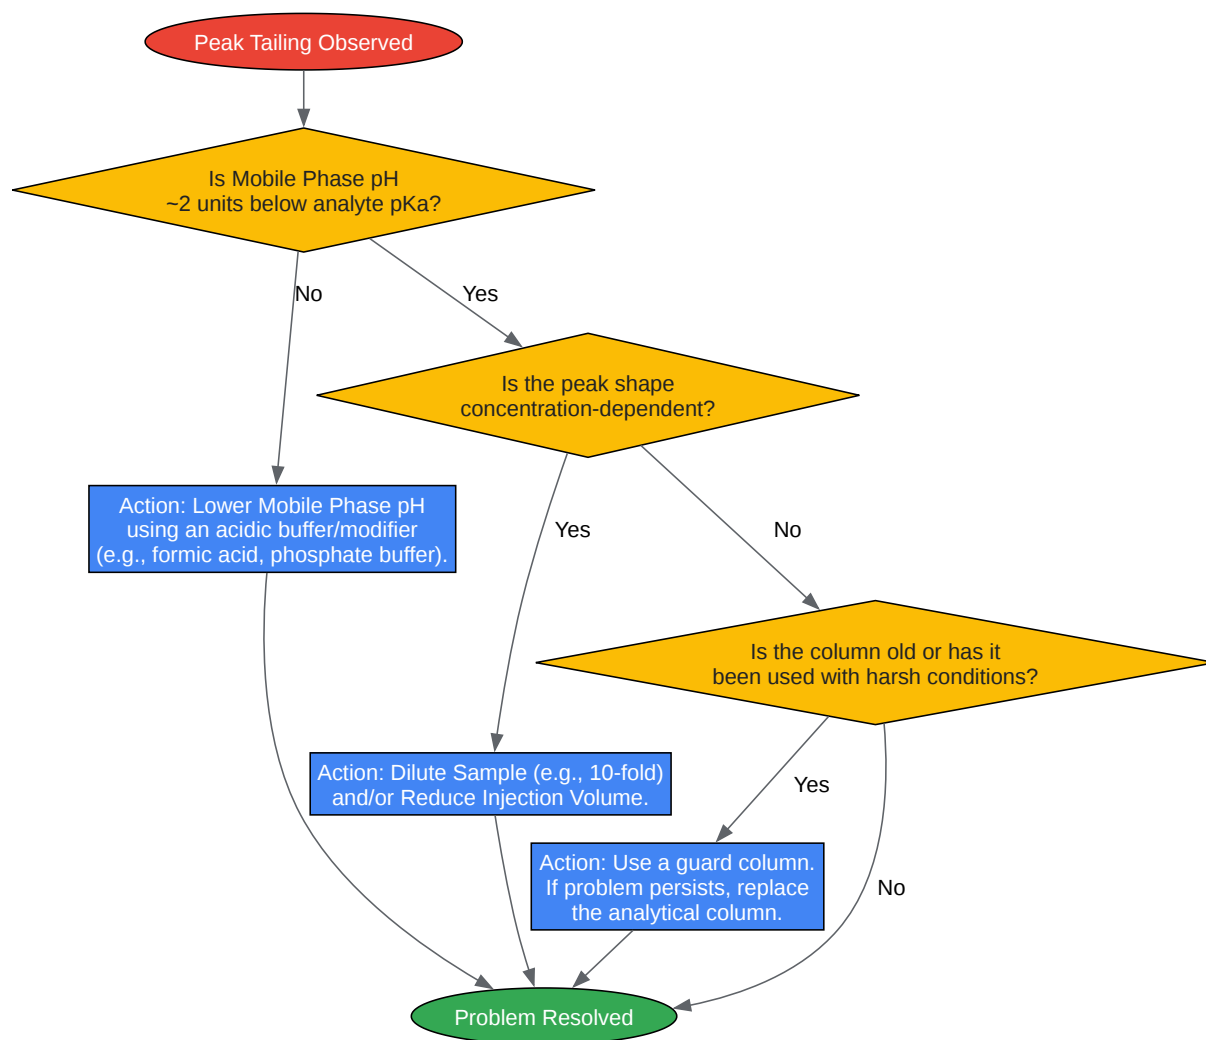 Peak Tailing Observed
Is Mobile Phase pH
~2 units below analyte pKa?
No
Yes
Is the peak shape
concentration-dependent?
Action: Lower Mobile Phase pH
using an acidic buffer/modifier
(e.g., formic acid, phosphate buffer).
Yes
No
Is the column old or has it
been used with harsh conditions?
Action: Dilute Sample (e.g., 10-fold)
and/or Reduce Injection Volume.
Yes
Action: Use a guard column.
If problem persists, replace
the analytical column.
No
Problem Resolved